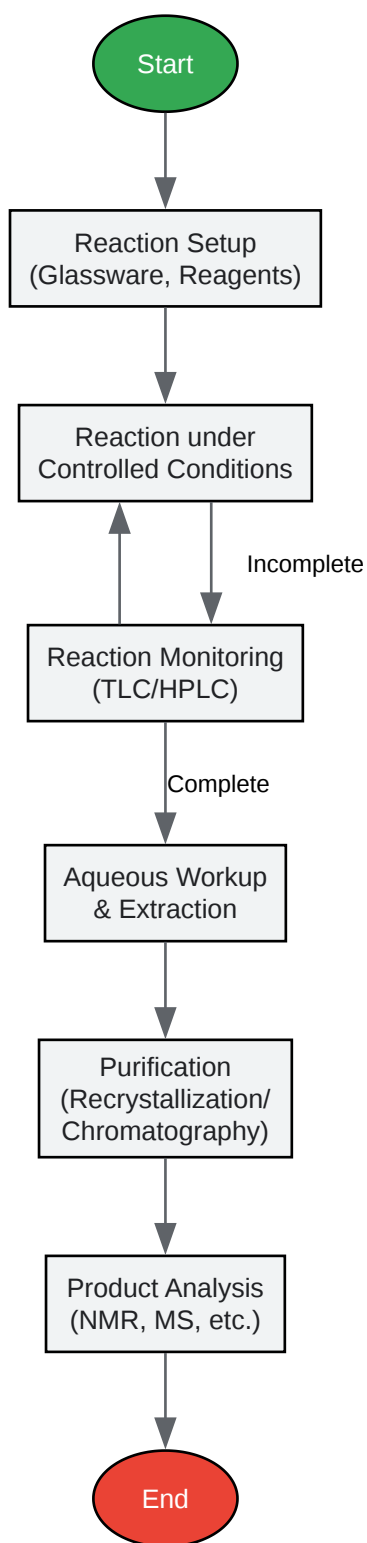 Start
Reaction Setup
(Glassware, Reagents)
Reaction under
Controlled Conditions
Incomplete
Reaction Monitoring
(TLC/HPLC)
Complete
Aqueous Workup
& Extraction
Purification
(Recrystallization/
Chromatography)
Product Analysis
(NMR, MS, etc.)
End